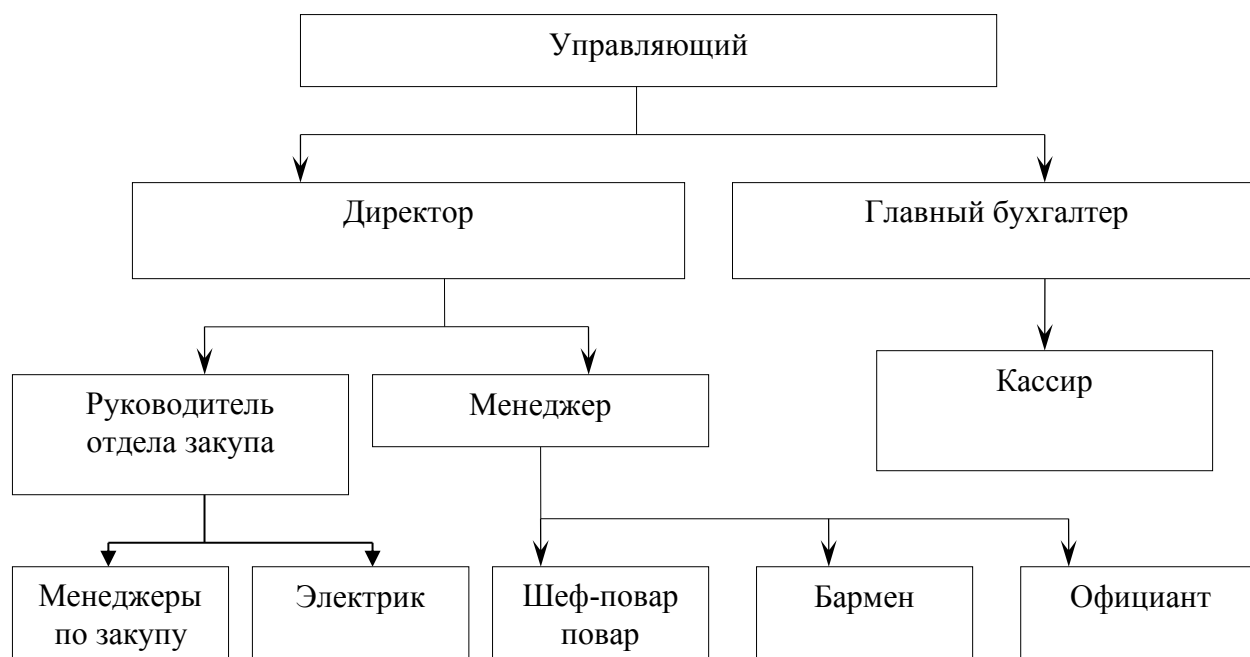 Управляющий
Директор
Главный бухгалтер
Руководитель
отдела закупа
Менеджер
Кассир
Менеджеры
по закупу
Электрик
Шеф-повар
повар
Бармен
Официант